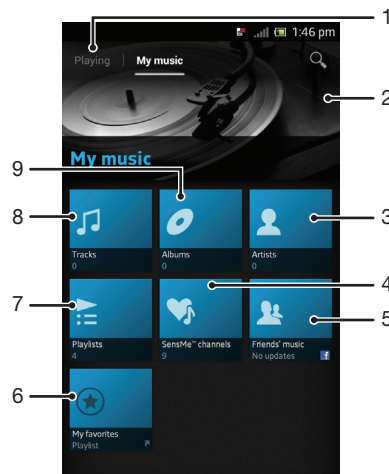 1:46 pm
1
Playing | My music
2
My music
9
8
Tracks
0
Albums
0
Artists
0
3
4
7
Playlists
4
SensMe™ channels
9
Friends' music
No updates f
5
6
My favorites
Playlist